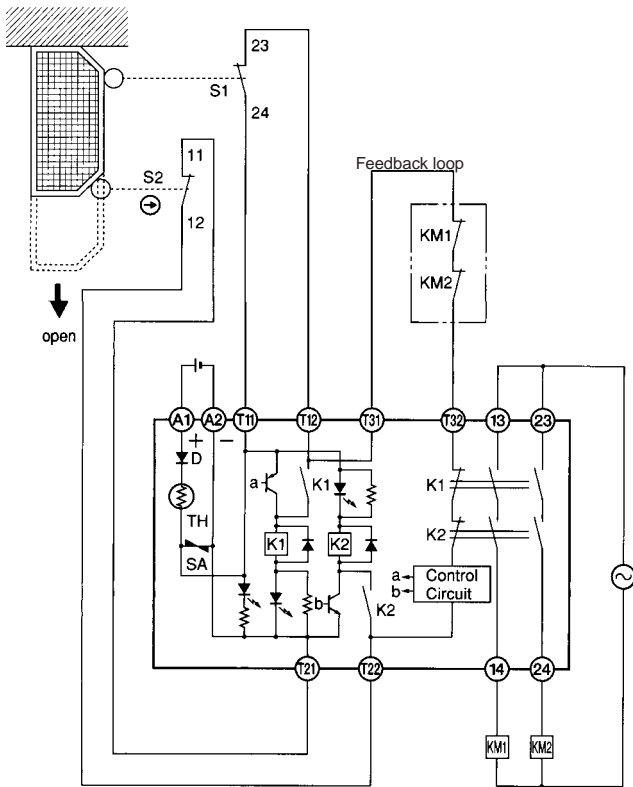 23
S1
24
11
S2
12
open
Feedback loop
KM1
KM2
A1 A2 T11 T12 T31 T32 13 23
+ −
D
a
K1
K1
TH
K1
K2
K2
SA
a
b
Control
Circuit
b
K2
T21 T22 14 24
KM1 KM2